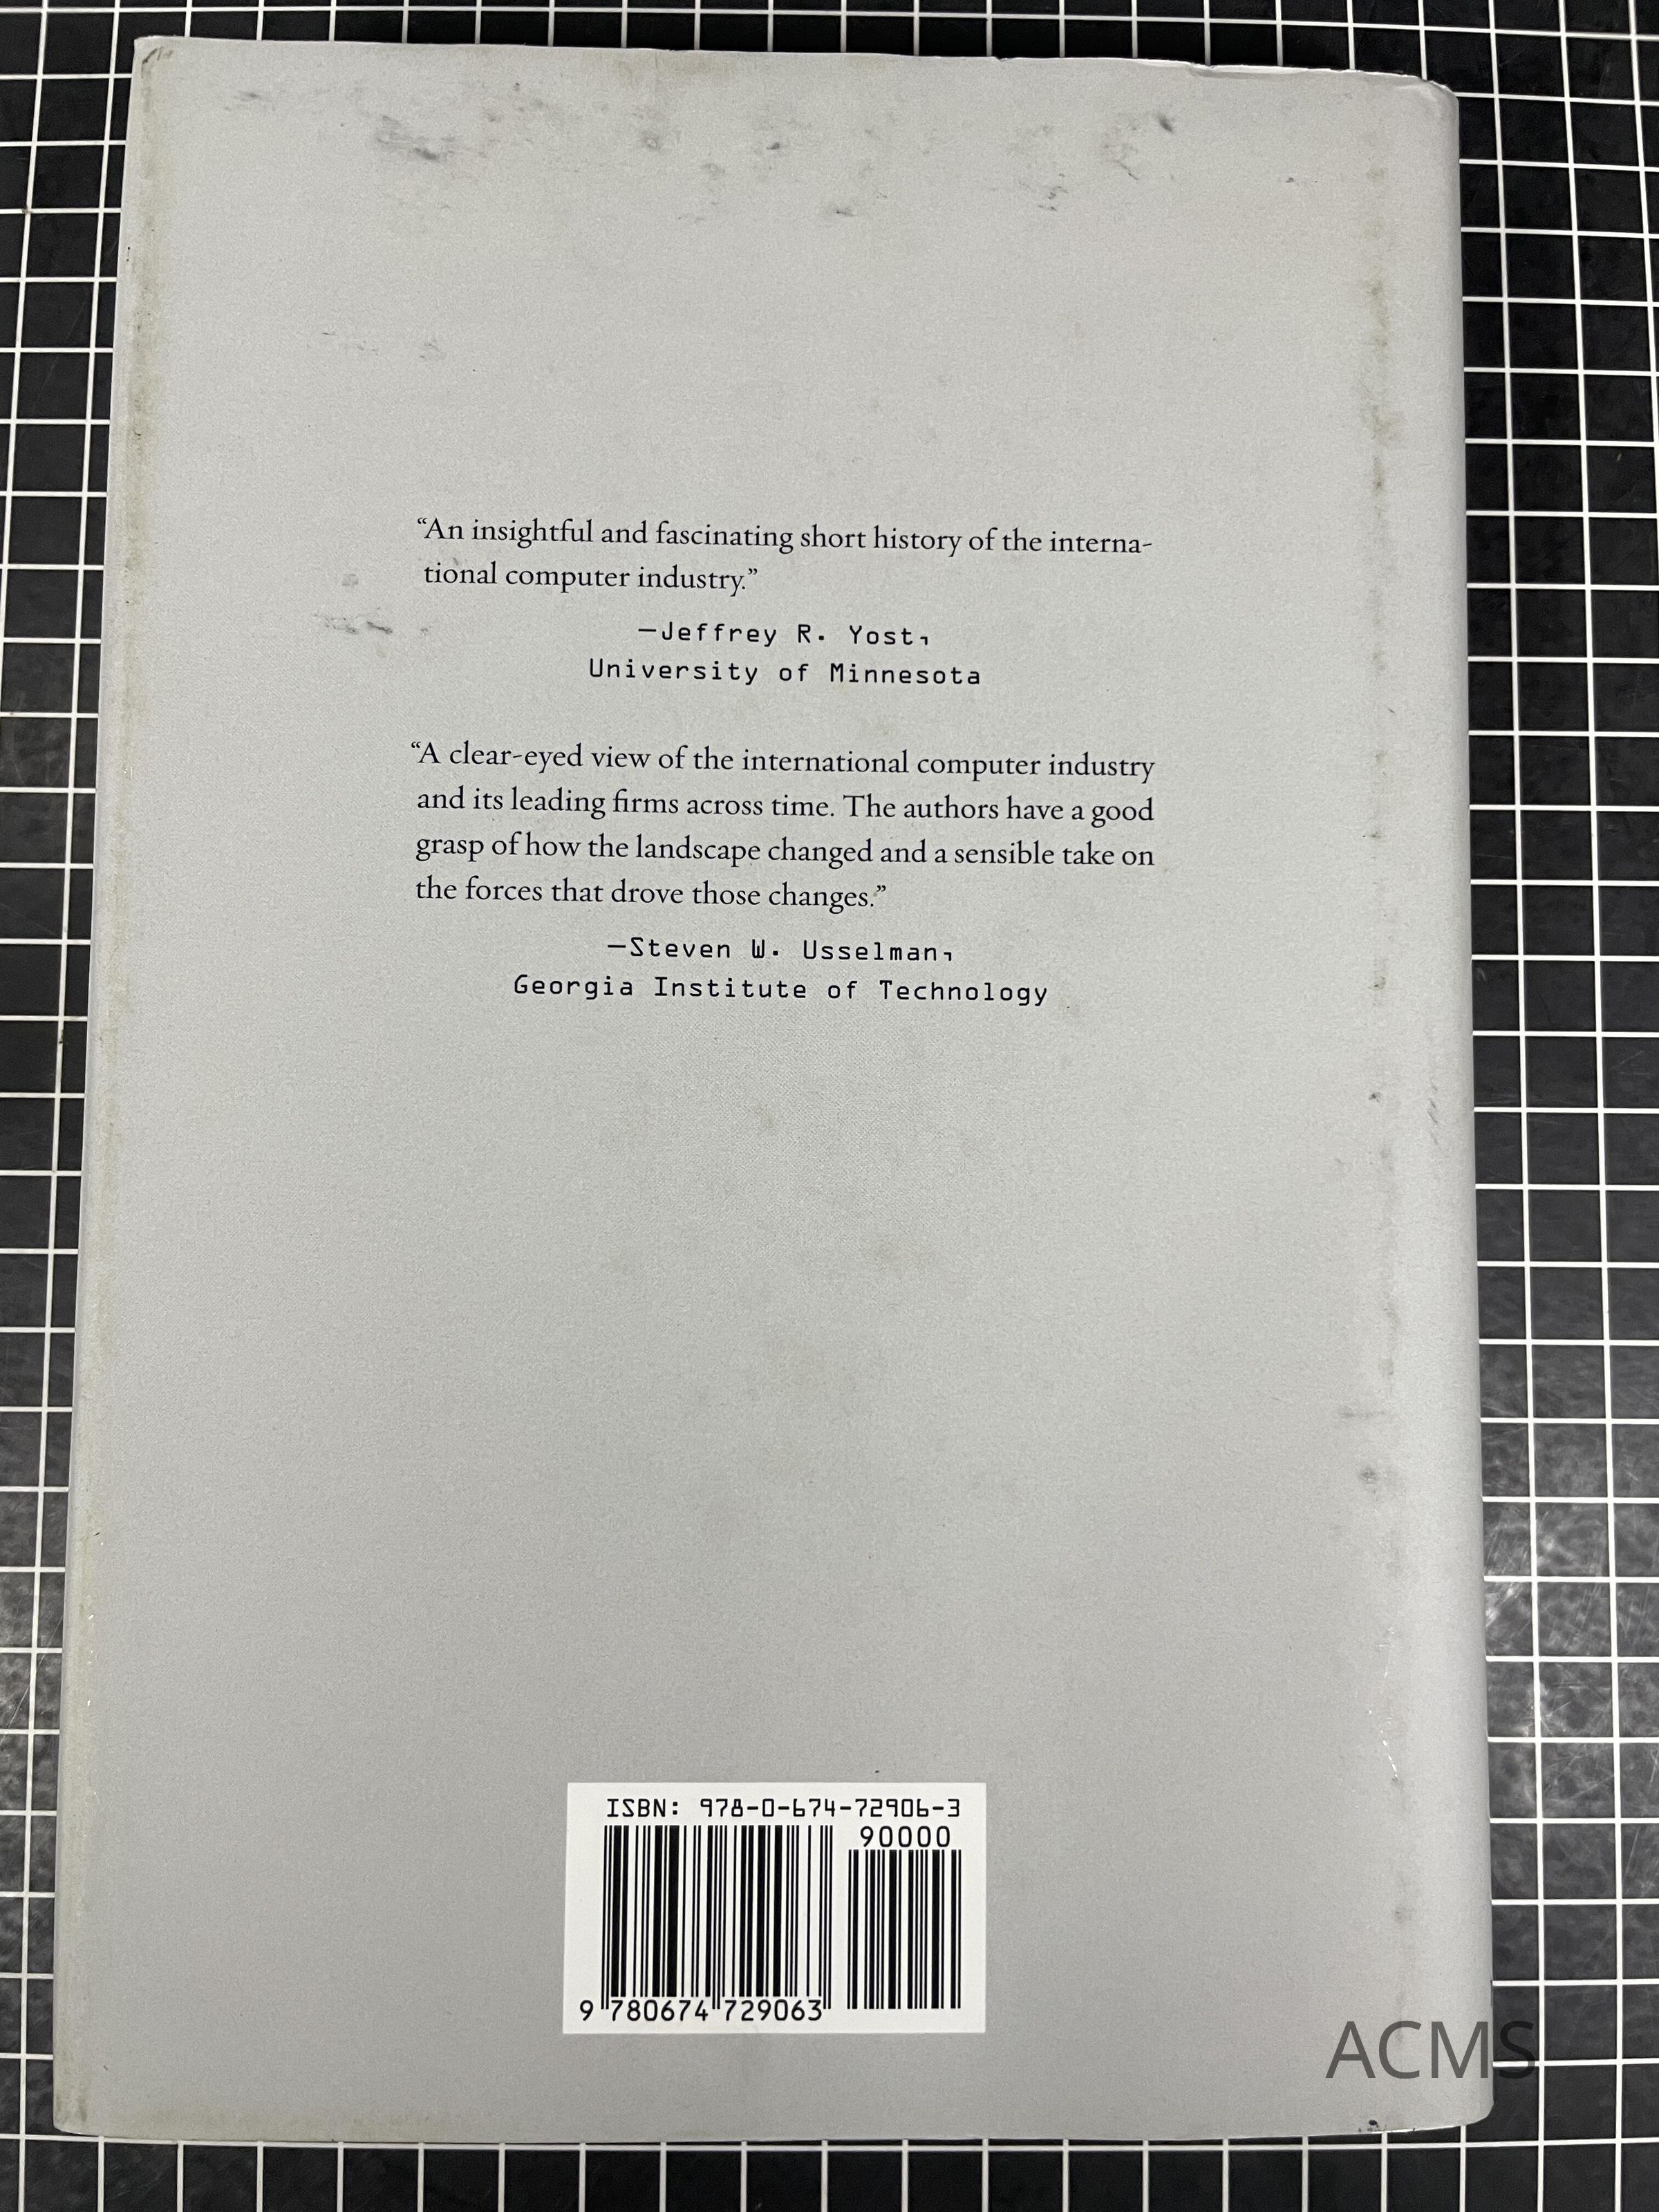 “An insightful and fascinating short history of the interna-
tional computer industry.”
—Jeffrey R. Yost,
University of Minnesota
“A clear-eyed view of the international computer industry
and its leading firms across time. The authors have a good
grasp of how the landscape changed and a sensible take on
the forces that drove those changes.”
—Steven W. Usselman,
Georgia Institute of Technology
ISBN: 978-0-674-72906-3
90000
9 780674 729063
ACMS